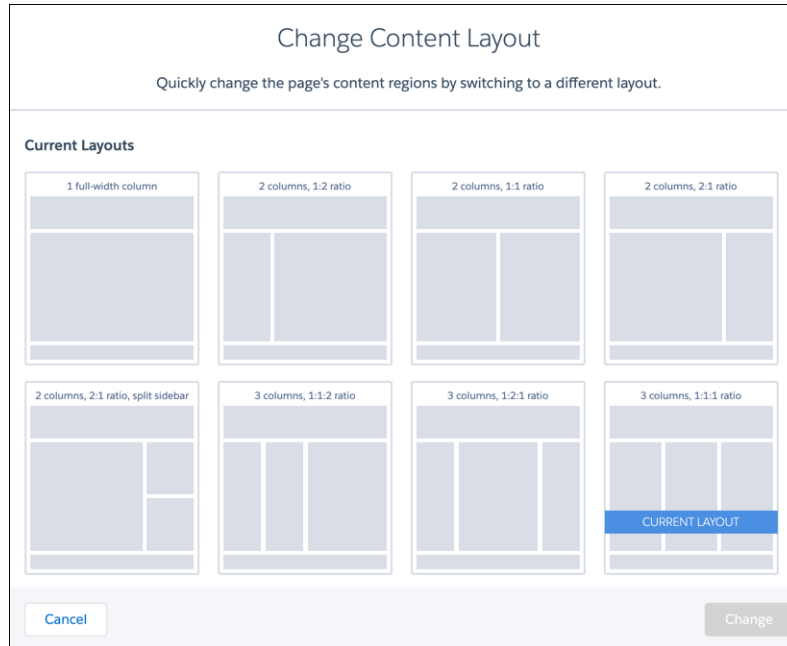 Change Content Layout
Quickly change the page's content regions by switching to a different layout.
Current Layouts
1 full-width column
2 columns, 1:2 ratio
2 columns, 1:1 ratio
2 columns, 2:1 ratio
2 columns, 2:1 ratio, split sidebar
3 columns, 1:1:2 ratio
3 columns, 1:2:1 ratio
3 columns, 1:1:1 ratio
CURRENT LAYOUT
Cancel
Change